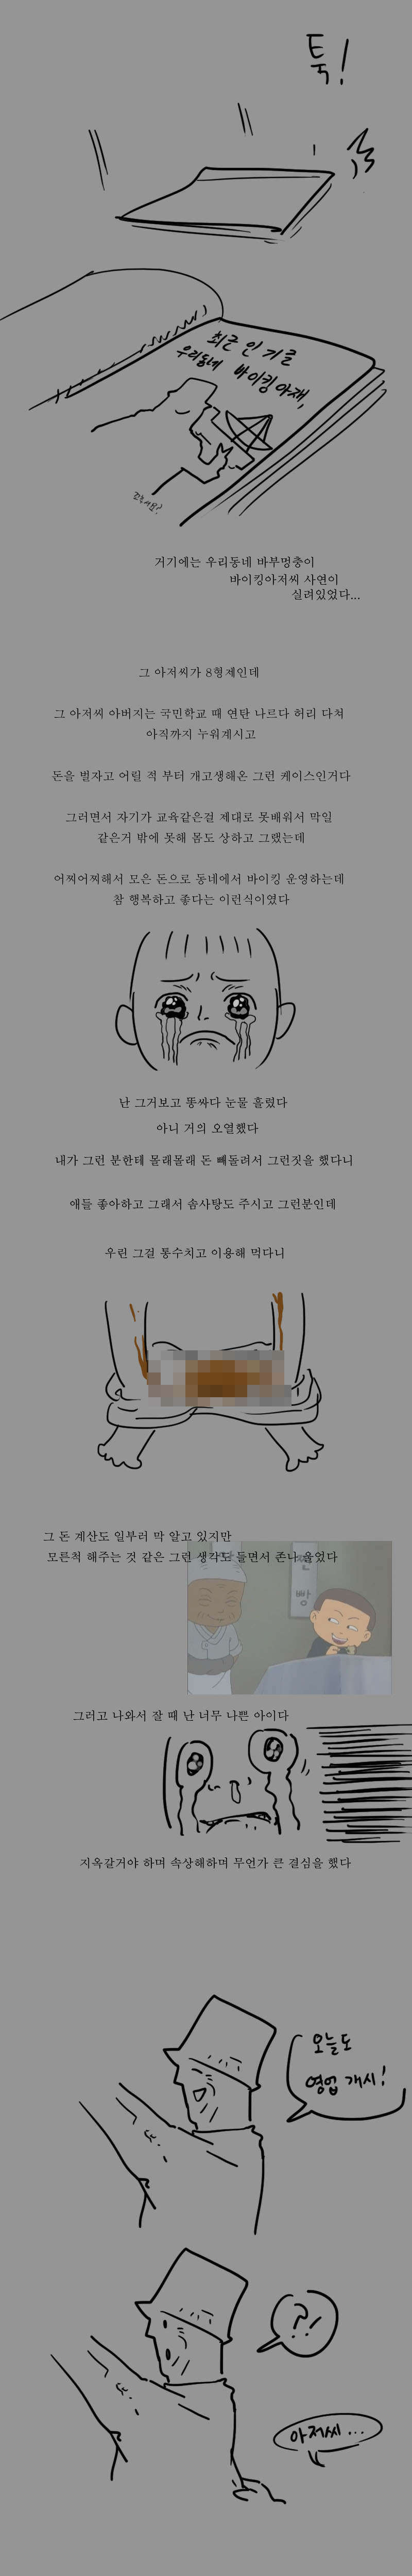 툭!
최근 인기글
우리동네 바이킹아재,
거기에는 우리동네 바부멍충이
바이킹아저씨 사연이
실려있었다...
그 아저씨가 8형제인데
그 아저씨 아버지는 국민학교 때 연탄 나르다 허리 다쳐
아직까지 누워계시고
돈을 벌자고 어릴 적 부터 개고생해온 그런 케이스인거다
그러면서 자기가 교육같은걸 제대로 못배워서 막일
같은거 밖에 못해 몸도 상하고 그랬는데
어찌어찌해서 모은 돈으로 동네에서 바이킹 운영하는데
참 행복하고 좋다는 이런식이였다
난 그거보고 똥싸다 눈물 흘렸다
아니 거의 오열했다
내가 그런 분한테 몰래몰래 돈 빼돌려서 그런짓을 했다니
애들 좋아하고 그래서 솜사탕도 주시고 그런분인데
우린 그걸 통수치고 이용해 먹다니
그 돈 계산도 일부러 막 알고 있지만
모른척 해주는 것 같은 그런 생각도 들면서 존나 울었다
빵
그러고 나와서 잘 때 난 너무 나쁜 아이다
지옥갈거야 하며 속상해하며 무언가 큰 결심을 했다
오늘도
영업 개시!
?!
아저씨...